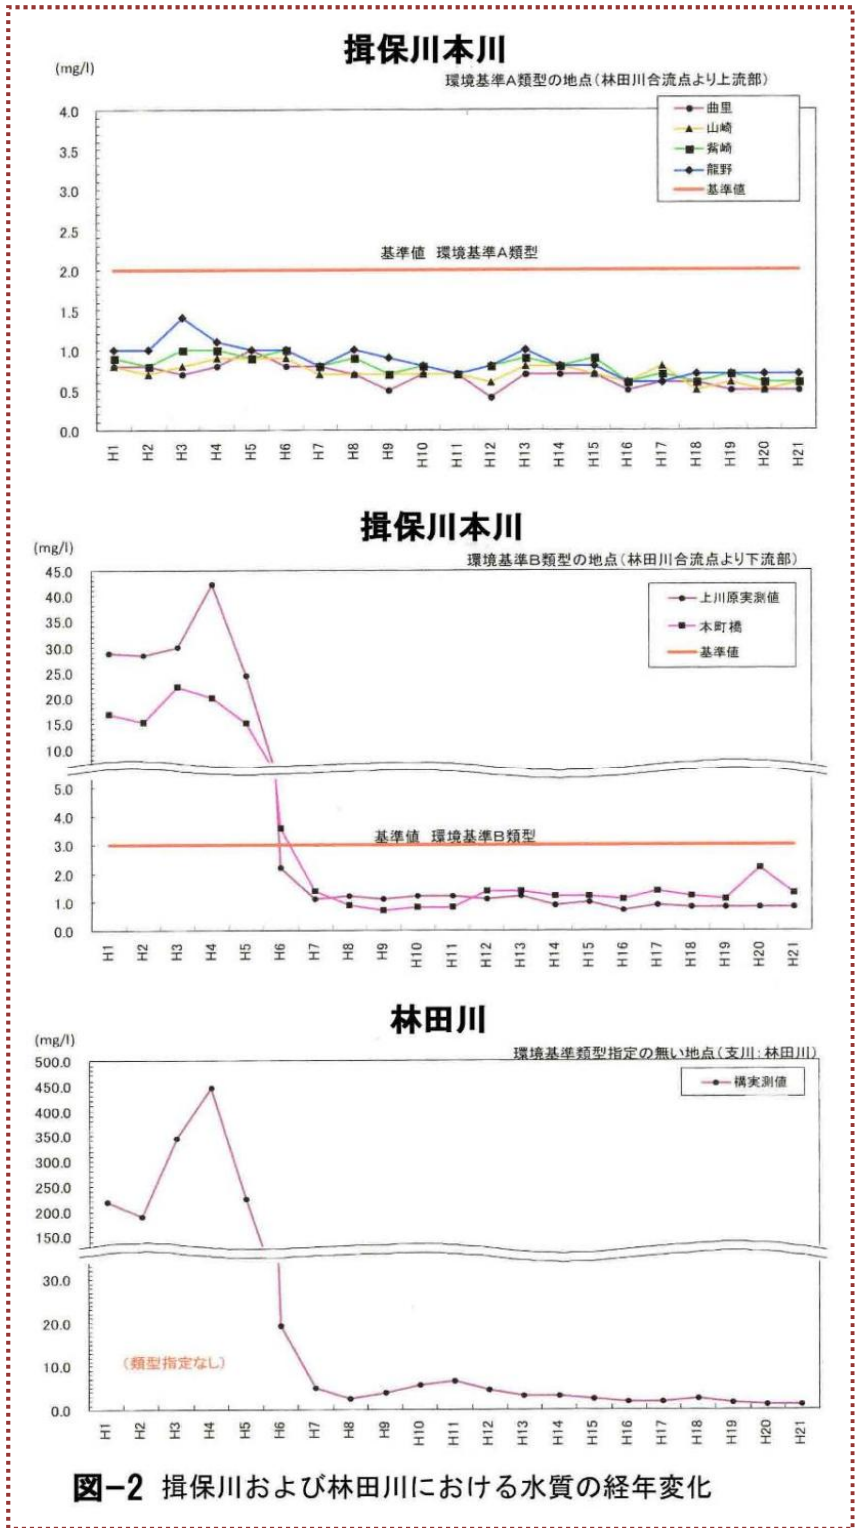 揖保川本川
(mg/l)
環境基準A類型の地点(林田川合流点より上流部)
4.0
3.5
3.0
2.5
2.0
1.5
1.0
0.5
0.0
曲里
山崎
觜崎
龍野
基準値
基準値 環境基準A類型
H1 H2 H3 H4 H5 H6 H7 H8 H9 H10 H11 H12 H13 H14 H15 H16 H17 H18 H19 H20 H21
揖保川本川
(mg/l)
環境基準B類型の地点(林田川合流点より下流部)
45.0
40.0
35.0
30.0
25.0
20.0
15.0
10.0
5.0
4.0
3.0
2.0
1.0
0.0
上川原実測値
本町橋
基準値
基準値 環境基準B類型
H1 H2 H3 H4 H5 H6 H7 H8 H9 H10 H11 H12 H13 H14 H15 H16 H17 H18 H19 H20 H21
林田川
(mg/l)
環境基準類型指定の無い地点(支川:林田川)
500.0
450.0
400.0
350.0
300.0
250.0
200.0
150.0
30.0
20.0
10.0
0.0
構実測値
(類型指定なし)
H1 H2 H3 H4 H5 H6 H7 H8 H9 H10 H11 H12 H13 H14 H15 H16 H17 H18 H19 H20 H21
図-2 揖保川および林田川における水質の経年変化